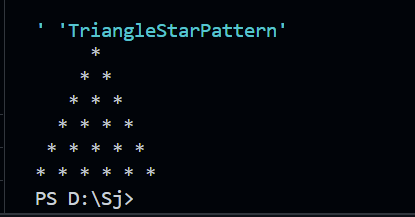 ' 'TriangleStarPattern'
     *
    * *
   * * *
  * * * *
 * * * * *
* * * * * *
PS D:\Sj>